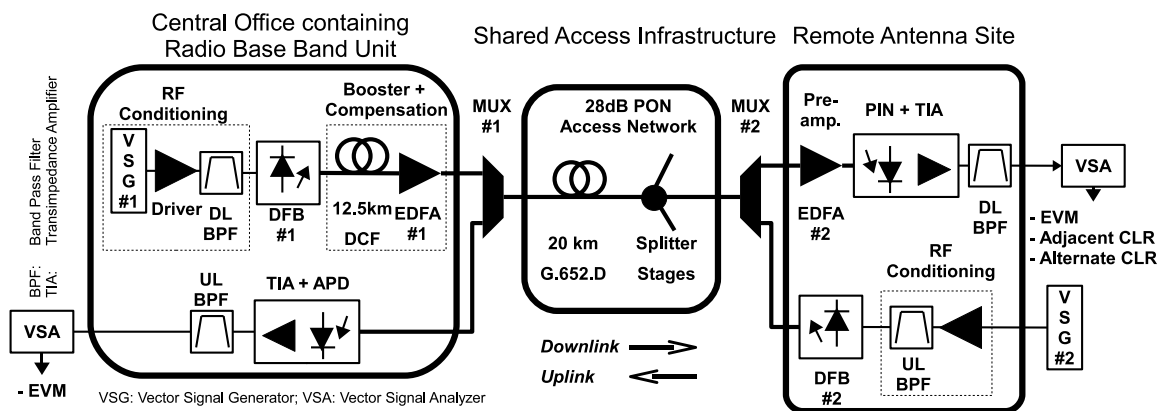 Central Office containing
Radio Base Band Unit
Shared Access Infrastructure
Remote Antenna Site
BPF: Band Pass Filter
TIA: Transimpedance Amplifier
RF
Conditioning
V
S
G
#1
Driver
DL
BPF
DFB
#1
Booster +
Compensation
12.5km
DCF
EDFA
#1
MUX
#1
28dB PON
Access Network
20 km
G.652.D
Splitter
Stages
MUX
#2
Pre-
amp.
EDFA
#2
PIN + TIA
DL
BPF
VSA
- EVM
- Adjacent CLR
- Alternate CLR
RF
Conditioning
UL
BPF
V
S
G
#2
DFB
#2
Downlink
Uplink
TIA + APD
UL
BPF
VSA
- EVM
VSG: Vector Signal Generator; VSA: Vector Signal Analyzer